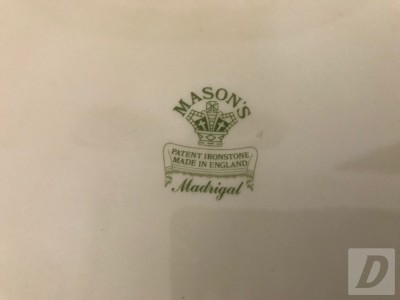 MASON'S
PATENT IRONSTONE
MADE IN ENGLAND
Madrigal
D